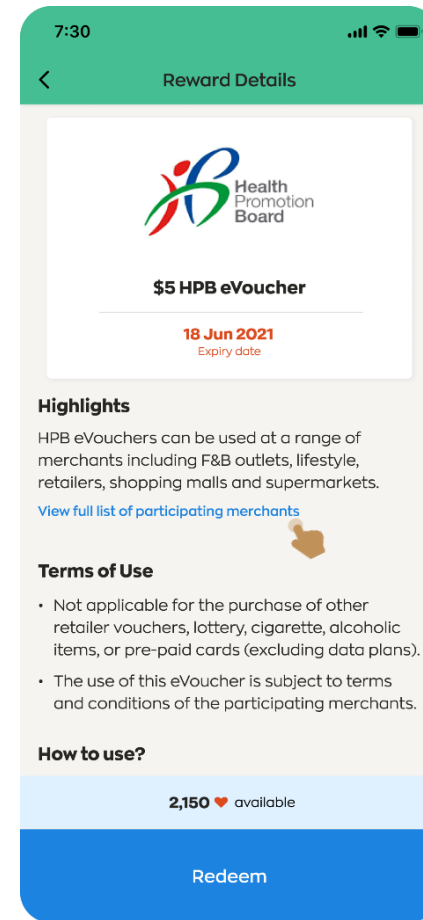 7:30
Reward Details
Health
Promotion
Board
$5 HPB eVoucher
18 Jun 2021
Expiry date
Highlights
HPB eVouchers can be used at a range of
merchants including F&B outlets, lifestyle,
retailers, shopping malls and supermarkets.
View full list of participating merchants
Terms of Use
• Not applicable for the purchase of other
retailer vouchers, lottery, cigarette, alcoholic
items, or pre-paid cards (excluding data plans).
• The use of this eVoucher is subject to terms
and conditions of the participating merchants.
How to use?
2,150 ♥ available
Redeem